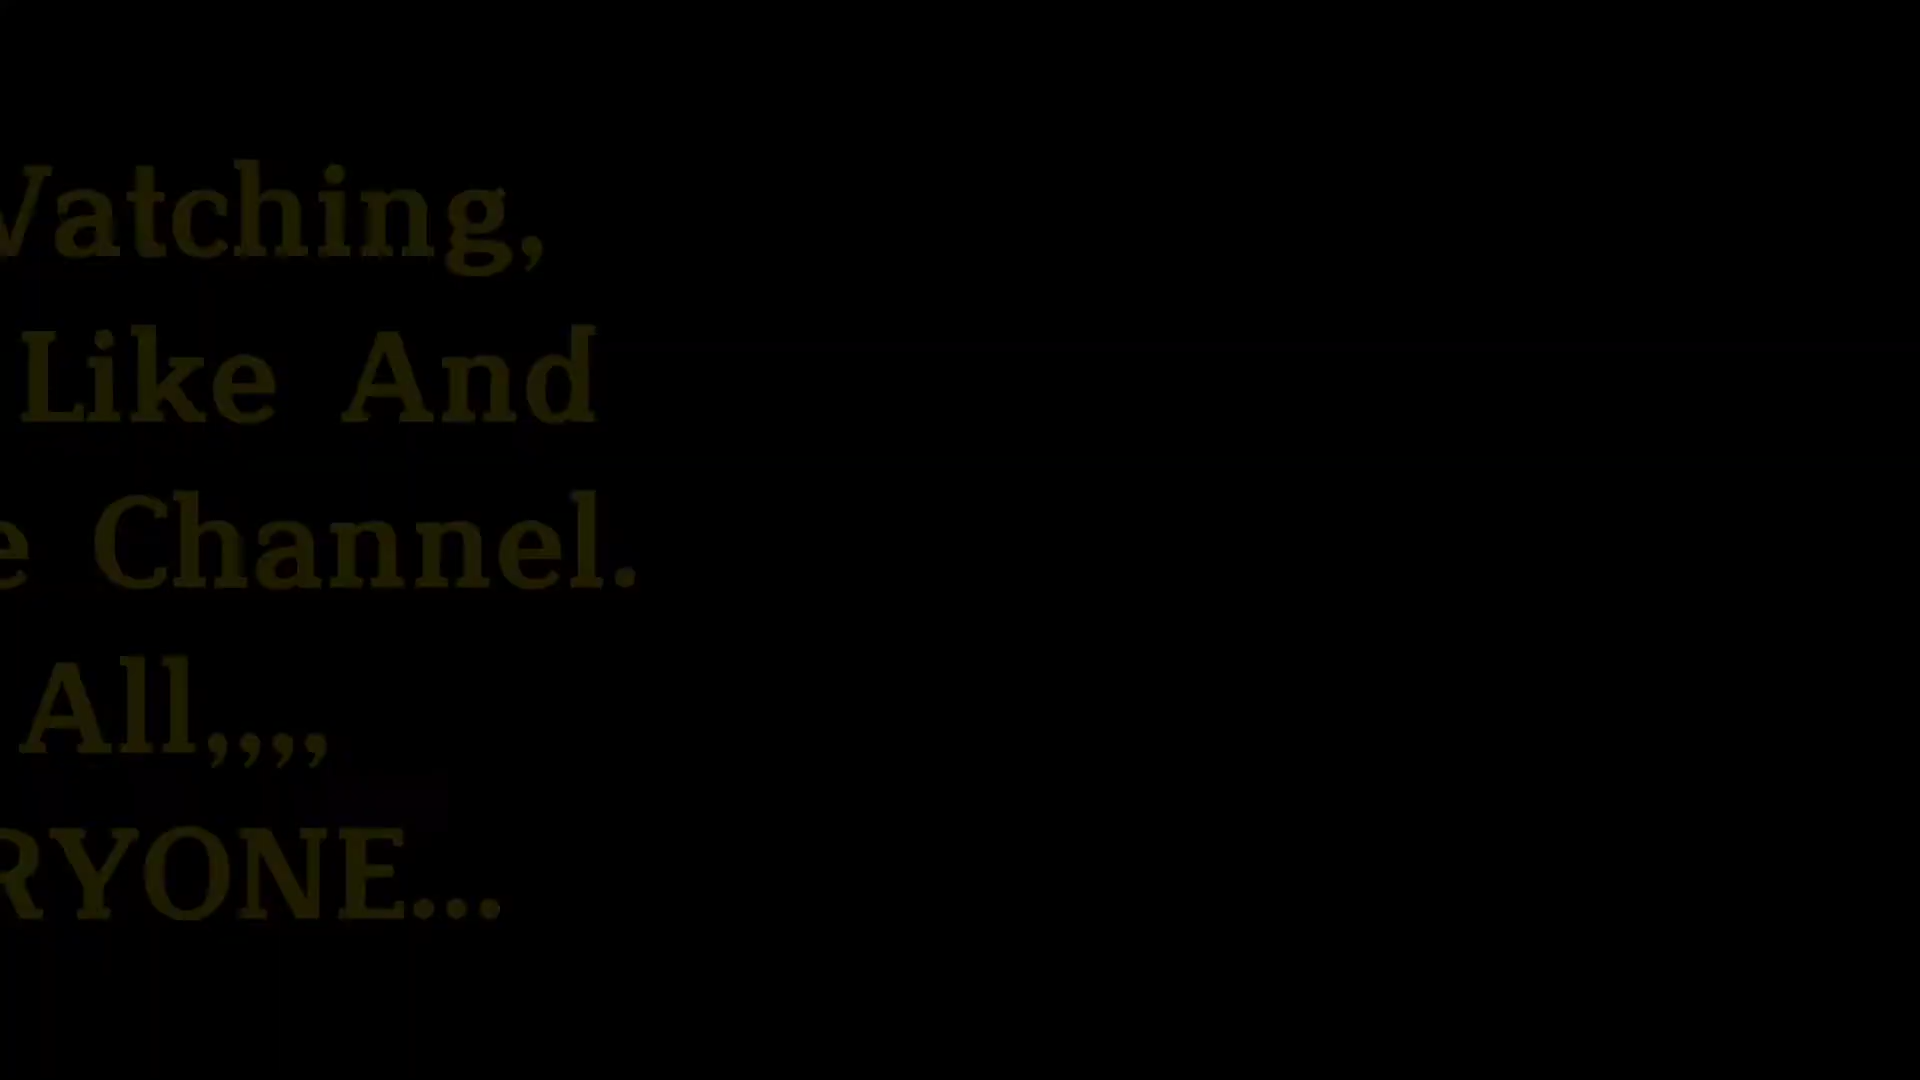 Watching,
Like And
e Channel.
All,,,,
RYONE...